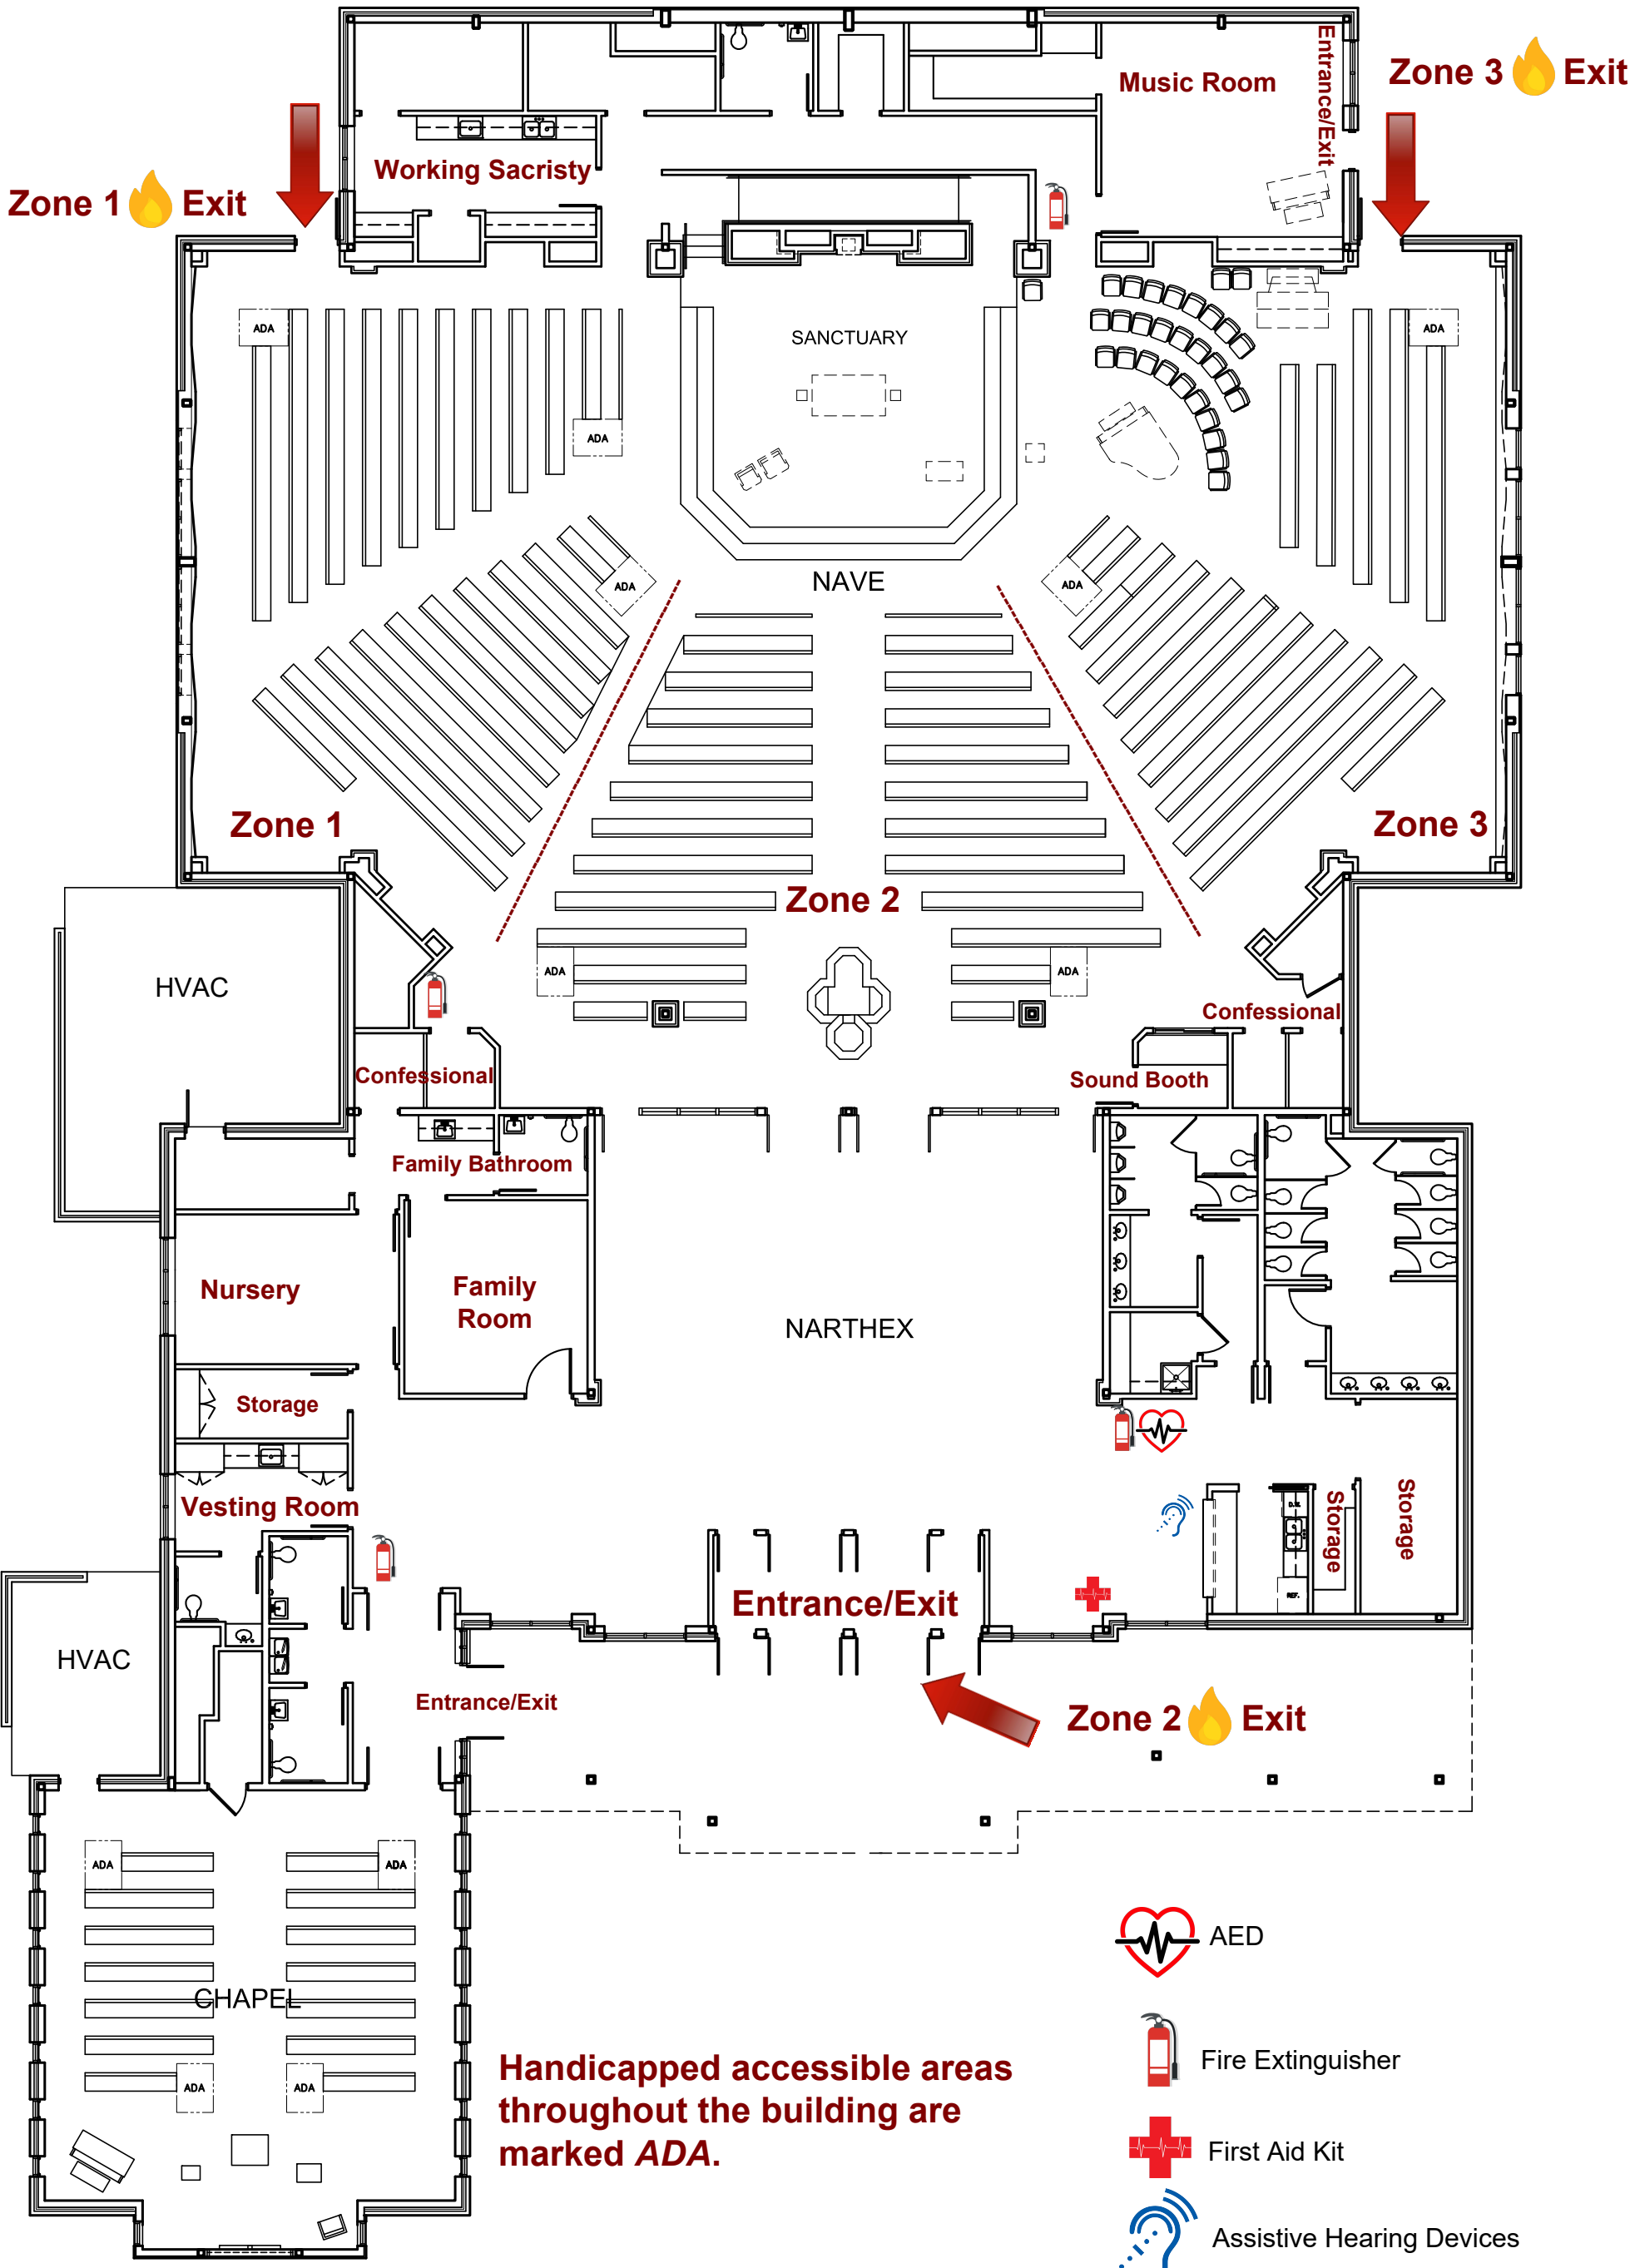 Music Room
Entrance/Exit
Zone 3 Exit
Working Sacristy
Zone 1 Exit
SANCTUARY
ADA
ADA
ADA
ADA
ADA
NAVE
Zone 1
Zone 3
Zone 2
ADA
ADA
HVAC
Confessional
Confessional
Sound Booth
Family Bathroom
Nursery
Family
Room
NARTHEX
Storage
Vesting Room
Storage
Storage
D.W.
REF.
Entrance/Exit
HVAC
Entrance/Exit
Zone 2 Exit
ADA
ADA
CHAPEL
ADA
ADA
AED
Fire Extinguisher
First Aid Kit
Assistive Hearing Devices
Handicapped accessible areas
throughout the building are
marked ADA.